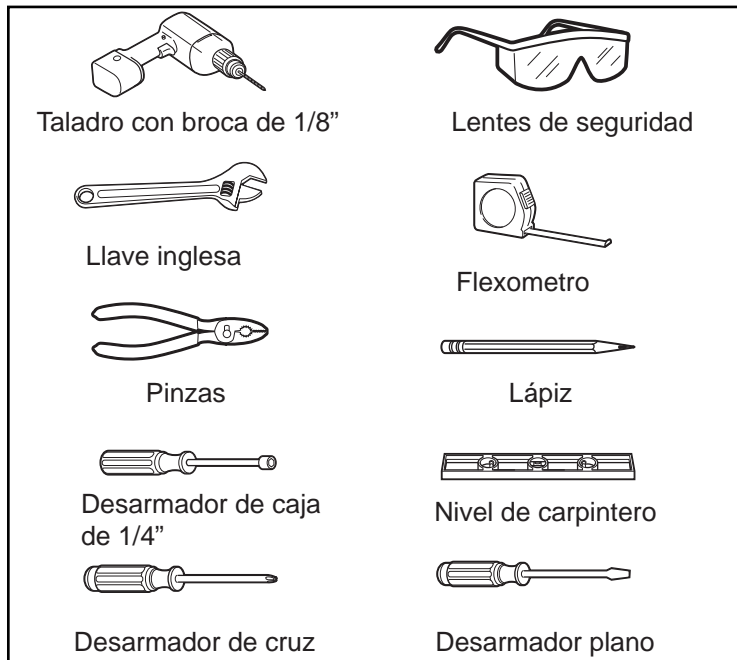 Taladro con broca de 1/8”
Lentes de seguridad
Llave inglesa
Flexometro
Pinzas
Lápiz
Desarmador de caja
de 1/4”
Nivel de carpintero
Desarmador de cruz
Desarmador plano